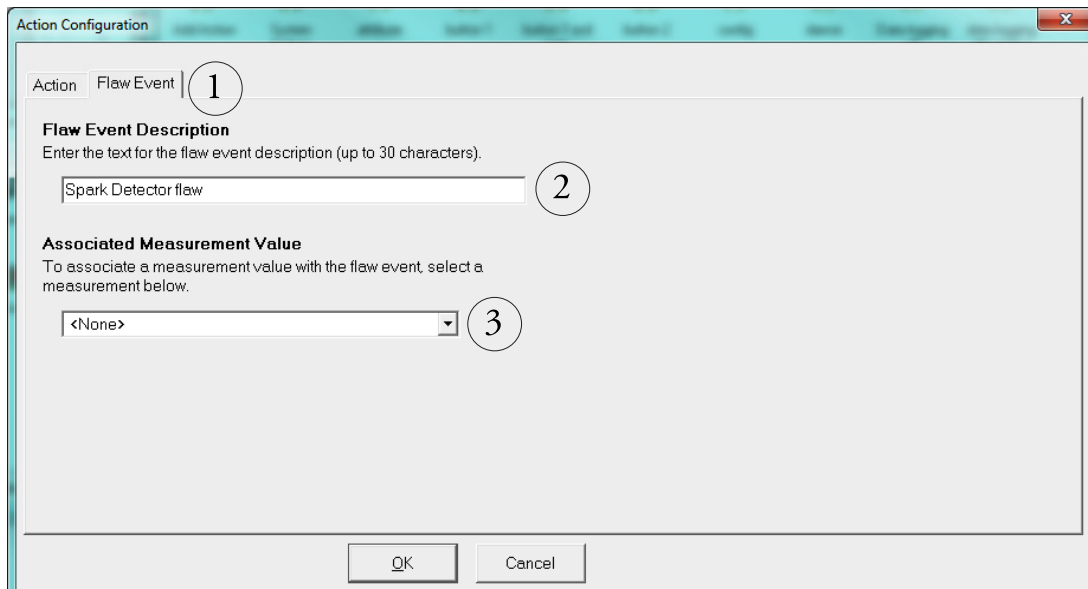 Action Configuration
Action
Flaw Event
1
Flaw Event Description
Enter the text for the flaw event description (up to 30 characters).
Spark Detector flaw
2
Associated Measurement Value
To associate a measurement value with the flaw event, select a
measurement below.
<None>
3
OK
Cancel